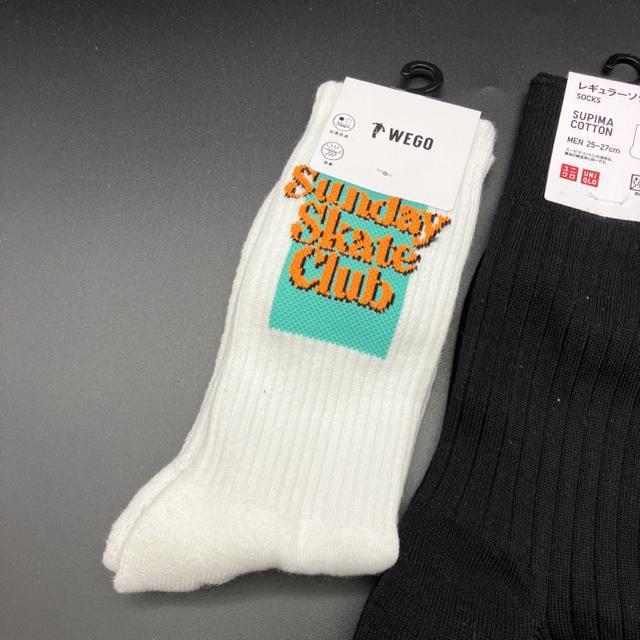 WEGO
Sunday
Skate
Club
レギュラーソ
SOCKS
SUPIMA
COTTON
MEN 25-27cm
UNI
QLO